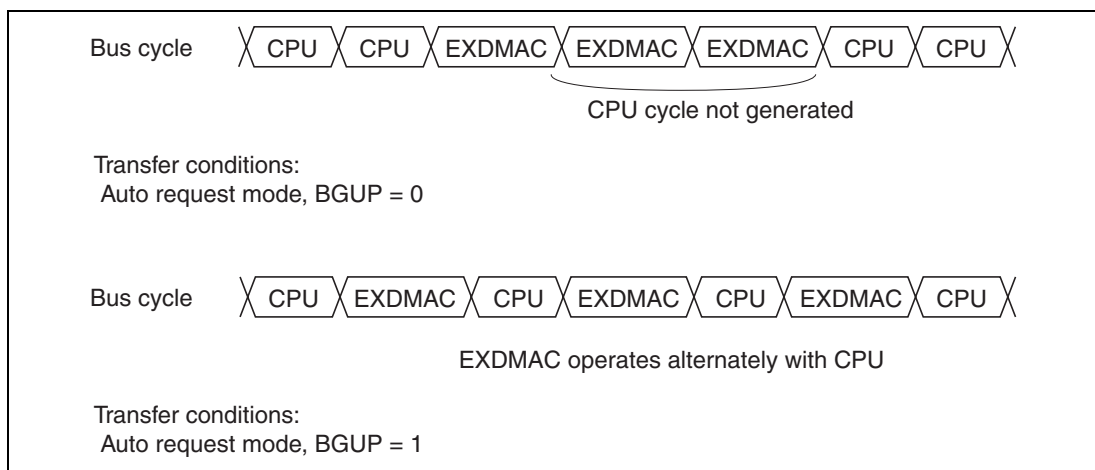 Bus cycle CPU CPU EXDMAC EXDMAC EXDMAC CPU CPU
CPU cycle not generated
Transfer conditions:
Auto request mode, BGUP = 0
Bus cycle CPU EXDMAC CPU EXDMAC CPU EXDMAC CPU
EXDMAC operates alternately with CPU
Transfer conditions:
Auto request mode, BGUP = 1